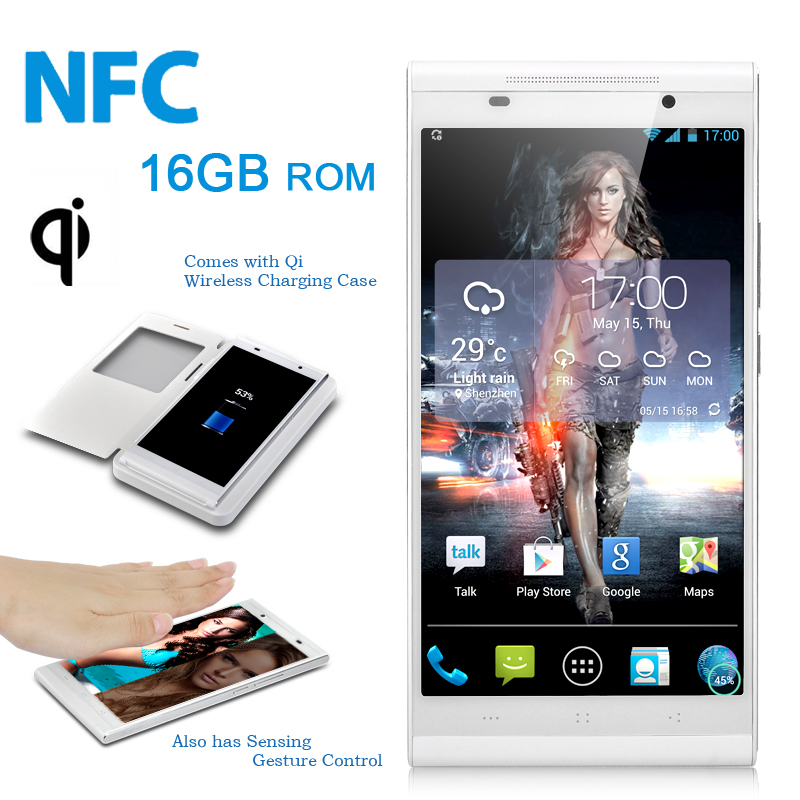 NFC
16GB ROM
qi
Comes with Qi
Wireless Charging Case
53%
Also has Sensing
Gesture Control
17:00
17:00
May 15, Thu
29°c
Light rain
Shenzhen
FRI SAT SUN MON
05/15 16:58
talk
g
Talk Play Store Google Maps
45%